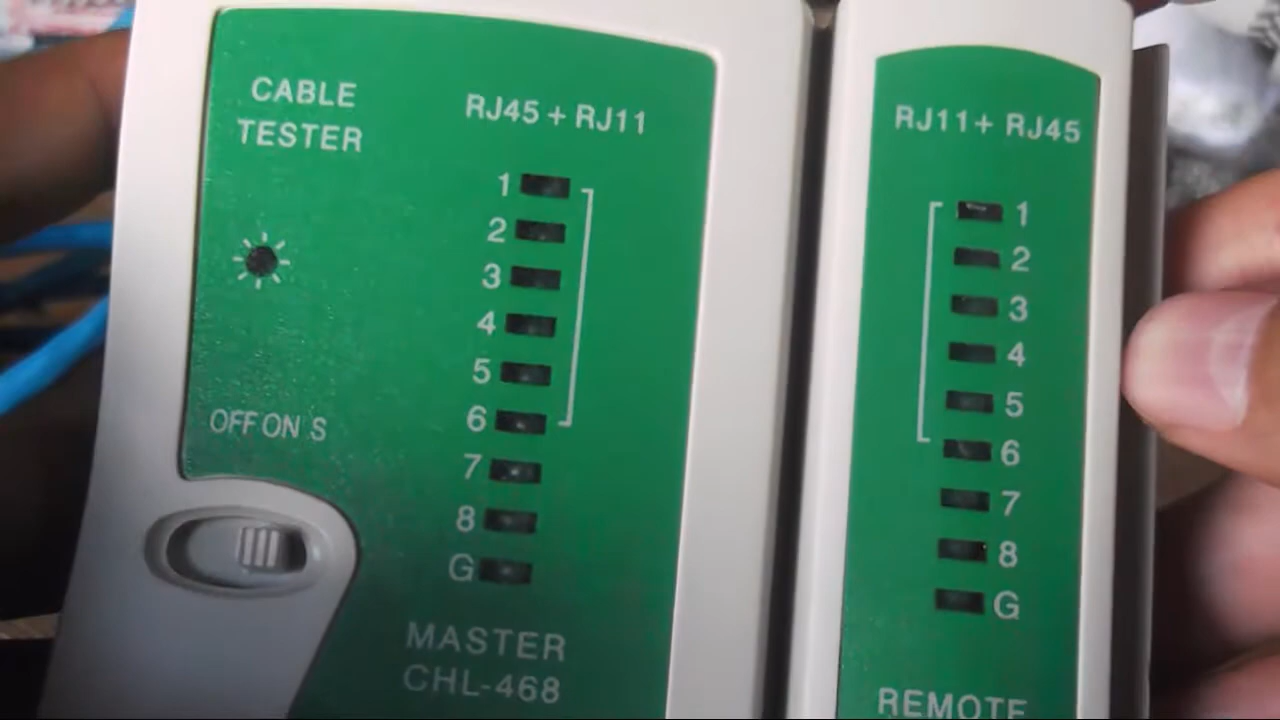 CABLE
TESTER
RJ45 + RJ11
1
2
3
4
5
6
7
8
G
OFF ON S
MASTER
CHL-468
RJ11+ RJ45
1
2
3
4
5
6
7
8
G
REMOTE